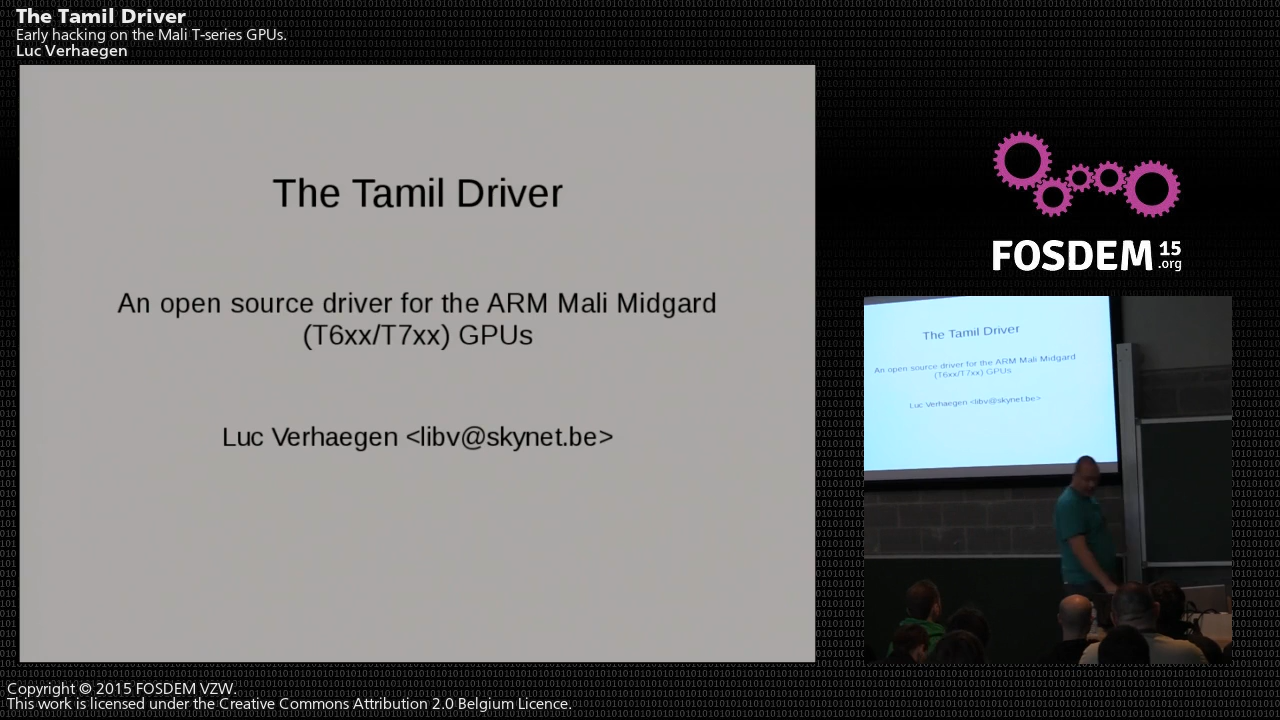 The Tamil Driver
Early hacking on the Mali T-series GPUs.
Luc Verhaegen
The Tamil Driver
An open source driver for the ARM Mali Midgard
(T6xx/T7xx) GPUs
Luc Verhaegen <libv@skynet.be>
FOSDEM 15
.org
The Tamil Driver
An open source driver for the ARM Mali Midgard
(T6xx/T7xx) GPUs
Luc Verhaegen <libv@skynet.be>
Copyright © 2015 FOSDEM VZW.
This work is licensed under the Creative Commons Attribution 2.0 Belgium Licence.